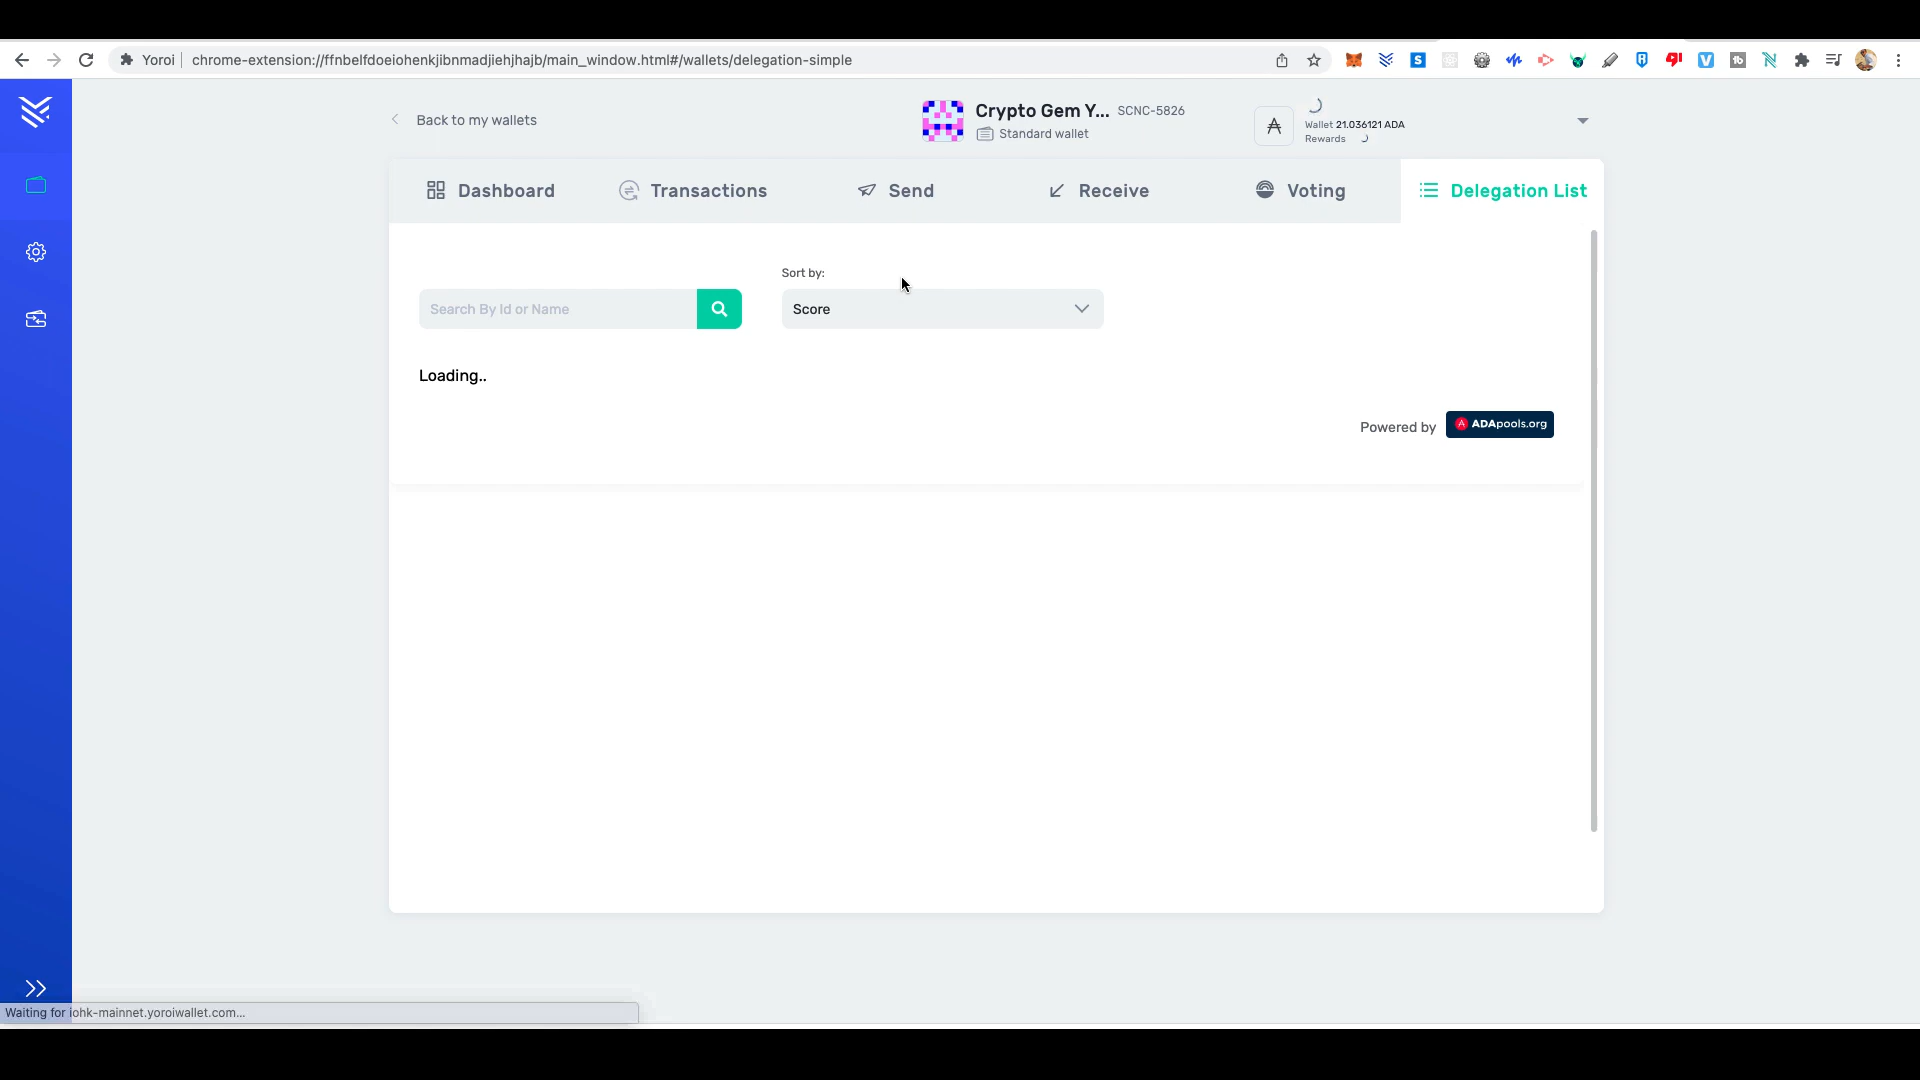 Yoroi
chrome-extension://ffnbelfdoeiohenkjibnmadjiehjhajb/main_window.html#/wallets/delegation-simple
Back to my wallets
Crypto Gem Y... SCNC-5826
Standard wallet
Wallet 21.036121 ADA
Rewards
Dashboard
Transactions
Send
Receive
Voting
Delegation List
Sort by:
Search By Id or Name
Score
Loading..
Powered by ADApools.org
Waiting for iohk-mainnet.yoroiwallet.com...